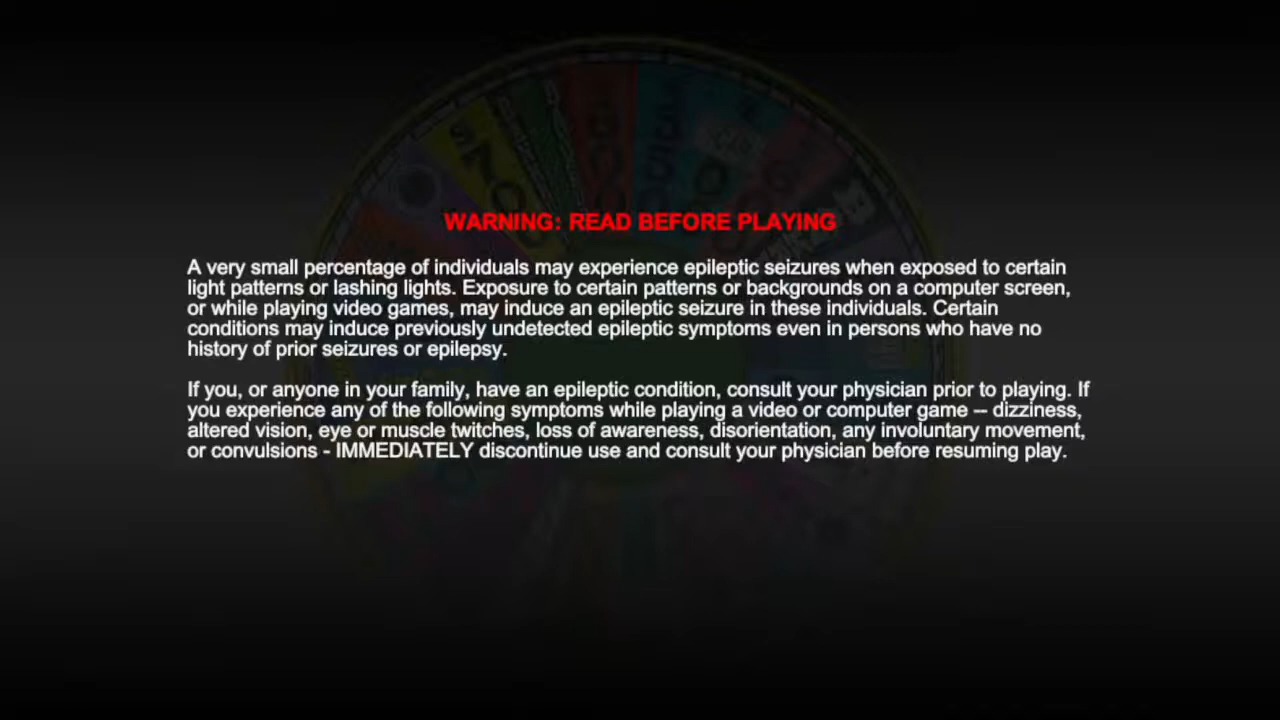 WARNING: READ BEFORE PLAYING
A very small percentage of individuals may experience epileptic seizures when exposed to certain
light patterns or lashing lights. Exposure to certain patterns or backgrounds on a computer screen,
or while playing video games, may induce an epileptic seizure in these individuals. Certain
conditions may induce previously undetected epileptic symptoms even in persons who have no
history of prior seizures or epilepsy.
If you, or anyone in your family, have an epileptic condition, consult your physician prior to playing. If
you experience any of the following symptoms while playing a video or computer game -- dizziness,
altered vision, eye or muscle twitches, loss of awareness, disorientation, any involuntary movement,
or convulsions - IMMEDIATELY discontinue use and consult your physician before resuming play.